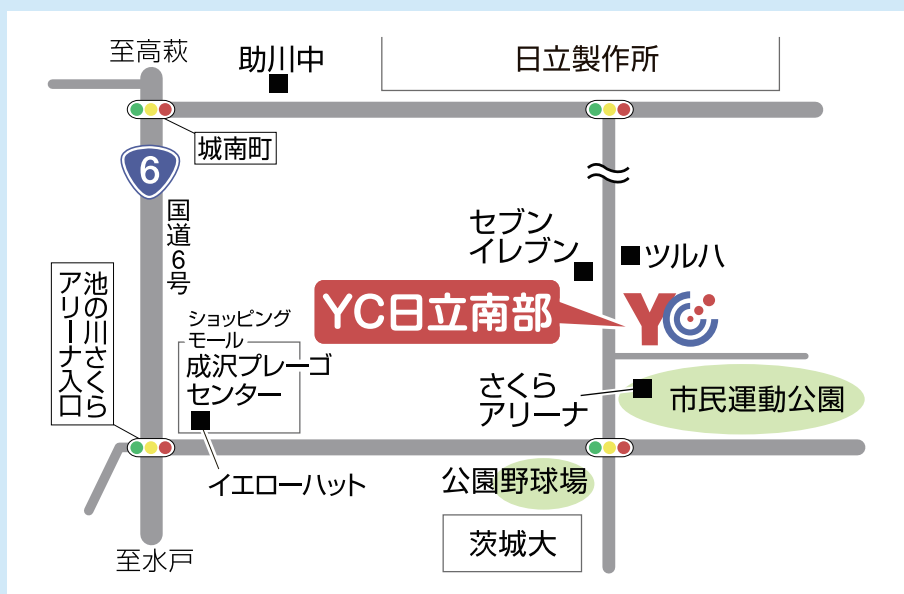 至高萩
助川中
日立製作所
城南町
6
国道6号
セブン
イレブン
ツルハ
YC日立南部
YC
池の川さくら
アリーナ入口
ショッピング
モール
成沢プレーゴ
センター
さくら
アリーナ
市民運動公園
イエローハット
公園野球場
茨城大
至水戸